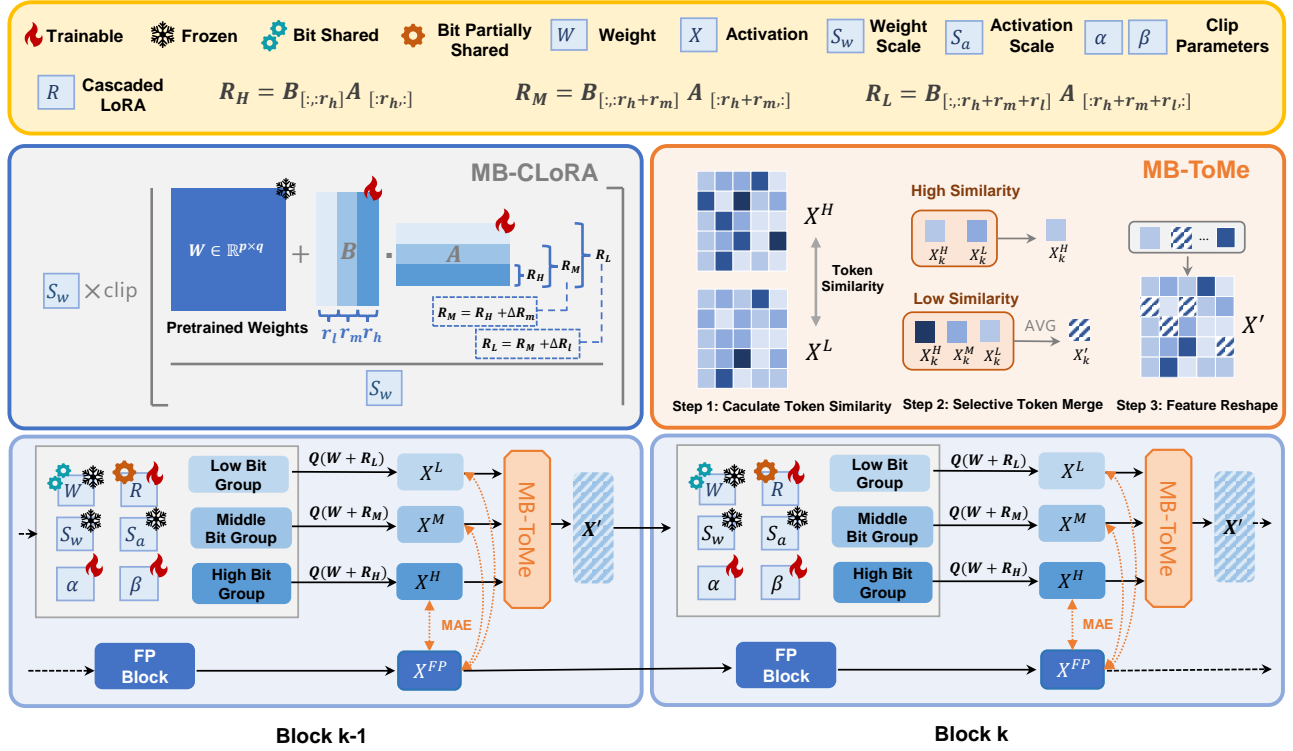 Trainable
Frozen
Bit Shared
Bit Partially
Shared
W Weight
X Activation
S_w Weight
Scale
S_a Activation
Scale
α β Clip
Parameters
R Cascaded
LoRA
R_H = B_[:,:r_h] A_[:r_h,:]
R_M = B_[:,:r_h+r_m] A_[:r_h+r_m,:]
R_L = B_[:,:r_h+r_m+r_l] A_[:r_h+r_m+r_l,:]
MB-CLoRA
S_w × clip
W ∈ ℝ^{p×q}
+
B
·
A
R_H
R_M
R_L
Pretrained Weights
r_l r_m r_h
R_M = R_H + ΔR_m
R_L = R_M + ΔR_l
S_w
MB-ToMe
X^H
Token
Similarity
X^L
Step 1: Caculate Token Similarity
High Similarity
X_k^H X_k^L
X_k^H
Low Similarity
X_k^H X_k^M X_k^L
AVG
X_k'
Step 2: Selective Token Merge
...
X'
Step 3: Feature Reshape
W
R
S_w
S_a
α
β
Low Bit
Group
Middle
Bit Group
High Bit
Group
Q(W + R_L)
Q(W + R_M)
Q(W + R_H)
X^L
X^M
X^H
MAE
MB-ToMe
X'
FP
Block
X^FP
Block k-1
W
R
S_w
S_a
α
β
Low Bit
Group
Middle
Bit Group
High Bit
Group
Q(W + R_L)
Q(W + R_M)
Q(W + R_H)
X^L
X^M
X^H
MAE
MB-ToMe
X'
FP
Block
X^FP
Block k